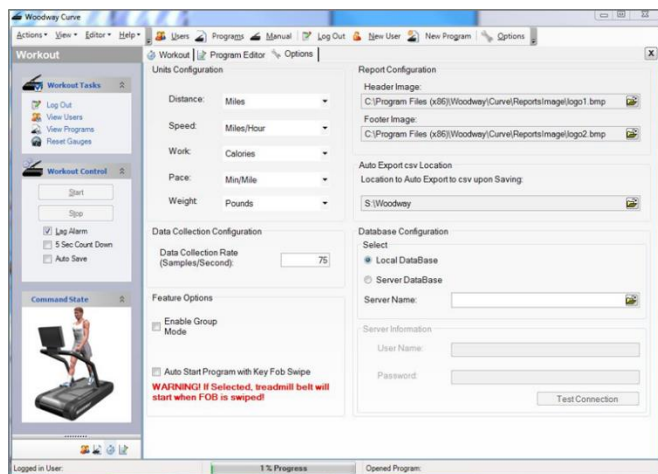 Woodway Curve
Actions View Editor Help Users Programs Manual Log Out New User New Program Options
Workout
Workout Program Editor Options
Workout Tasks
Log Out
View Users
View Programs
Reset Gauges
Workout Control
Start
Stop
Lag Alarm
5 Sec Count Down
Auto Save
Command State
Units Configuration
Distance: Miles
Speed: Miles/Hour
Work: Calories
Pace: Min/Mile
Weight: Pounds
Data Collection Configuration
Data Collection Rate
(Samples/Second): 75
Feature Options
Enable Group
Mode
Auto Start Program with Key Fob Swipe
WARNING! If Selected, treadmill belt will
start when FOB is swiped!
Report Configuration
Header Image:
C:\Program Files (x86)\Woodway\Curve\ReportsImage\logo1.bmp
Footer Image:
C:\Program Files (x86)\Woodway\Curve\ReportsImage\logo2.bmp
Auto Export csv Location
Location to Auto Export to csv upon Saving:
S:\Woodway
Database Configuration
Select
Local DataBase
Server DataBase
Server Name:
Server Information
User Name:
Password:
Test Connection
Logged in User: 1 % Progress Opened Program: